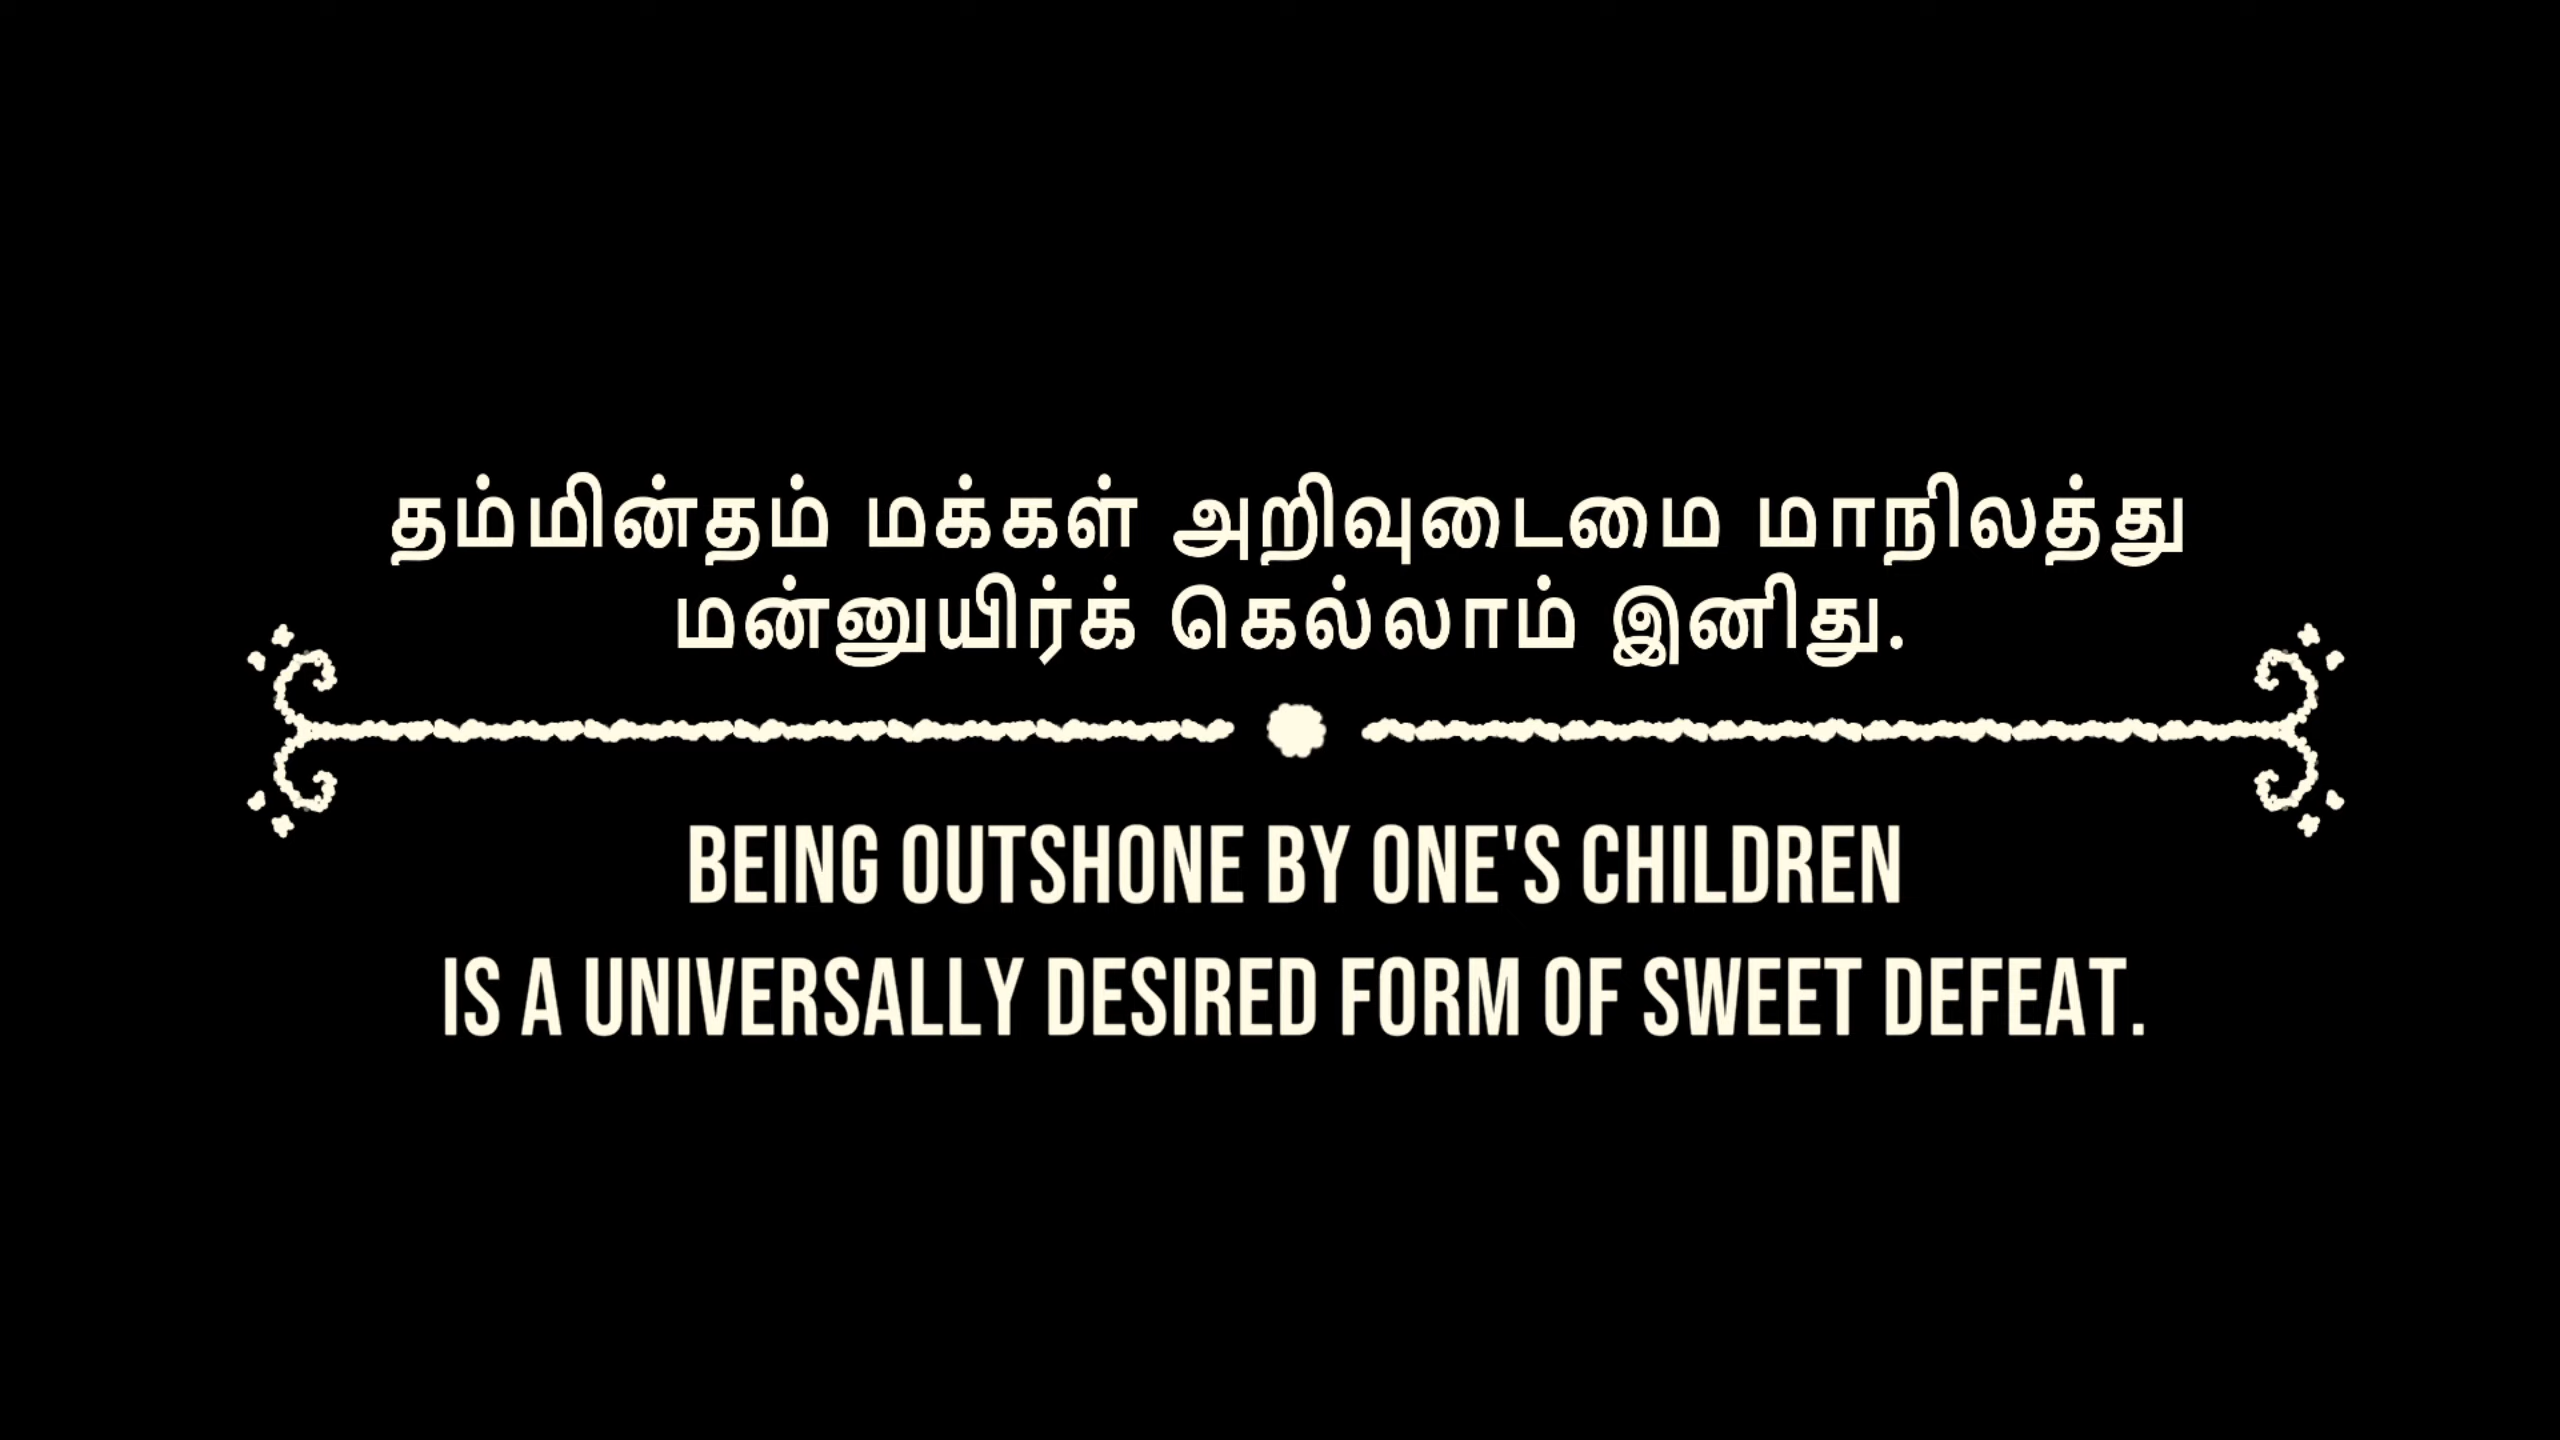 தம்மின்தம் மக்கள் அறிவுடைமை மாநிலத்து
மன்னுயிர்க் கெல்லாம் இனிது.
BEING OUTSHONE BY ONE'S CHILDREN
IS A UNIVERSALLY DESIRED FORM OF SWEET DEFEAT.